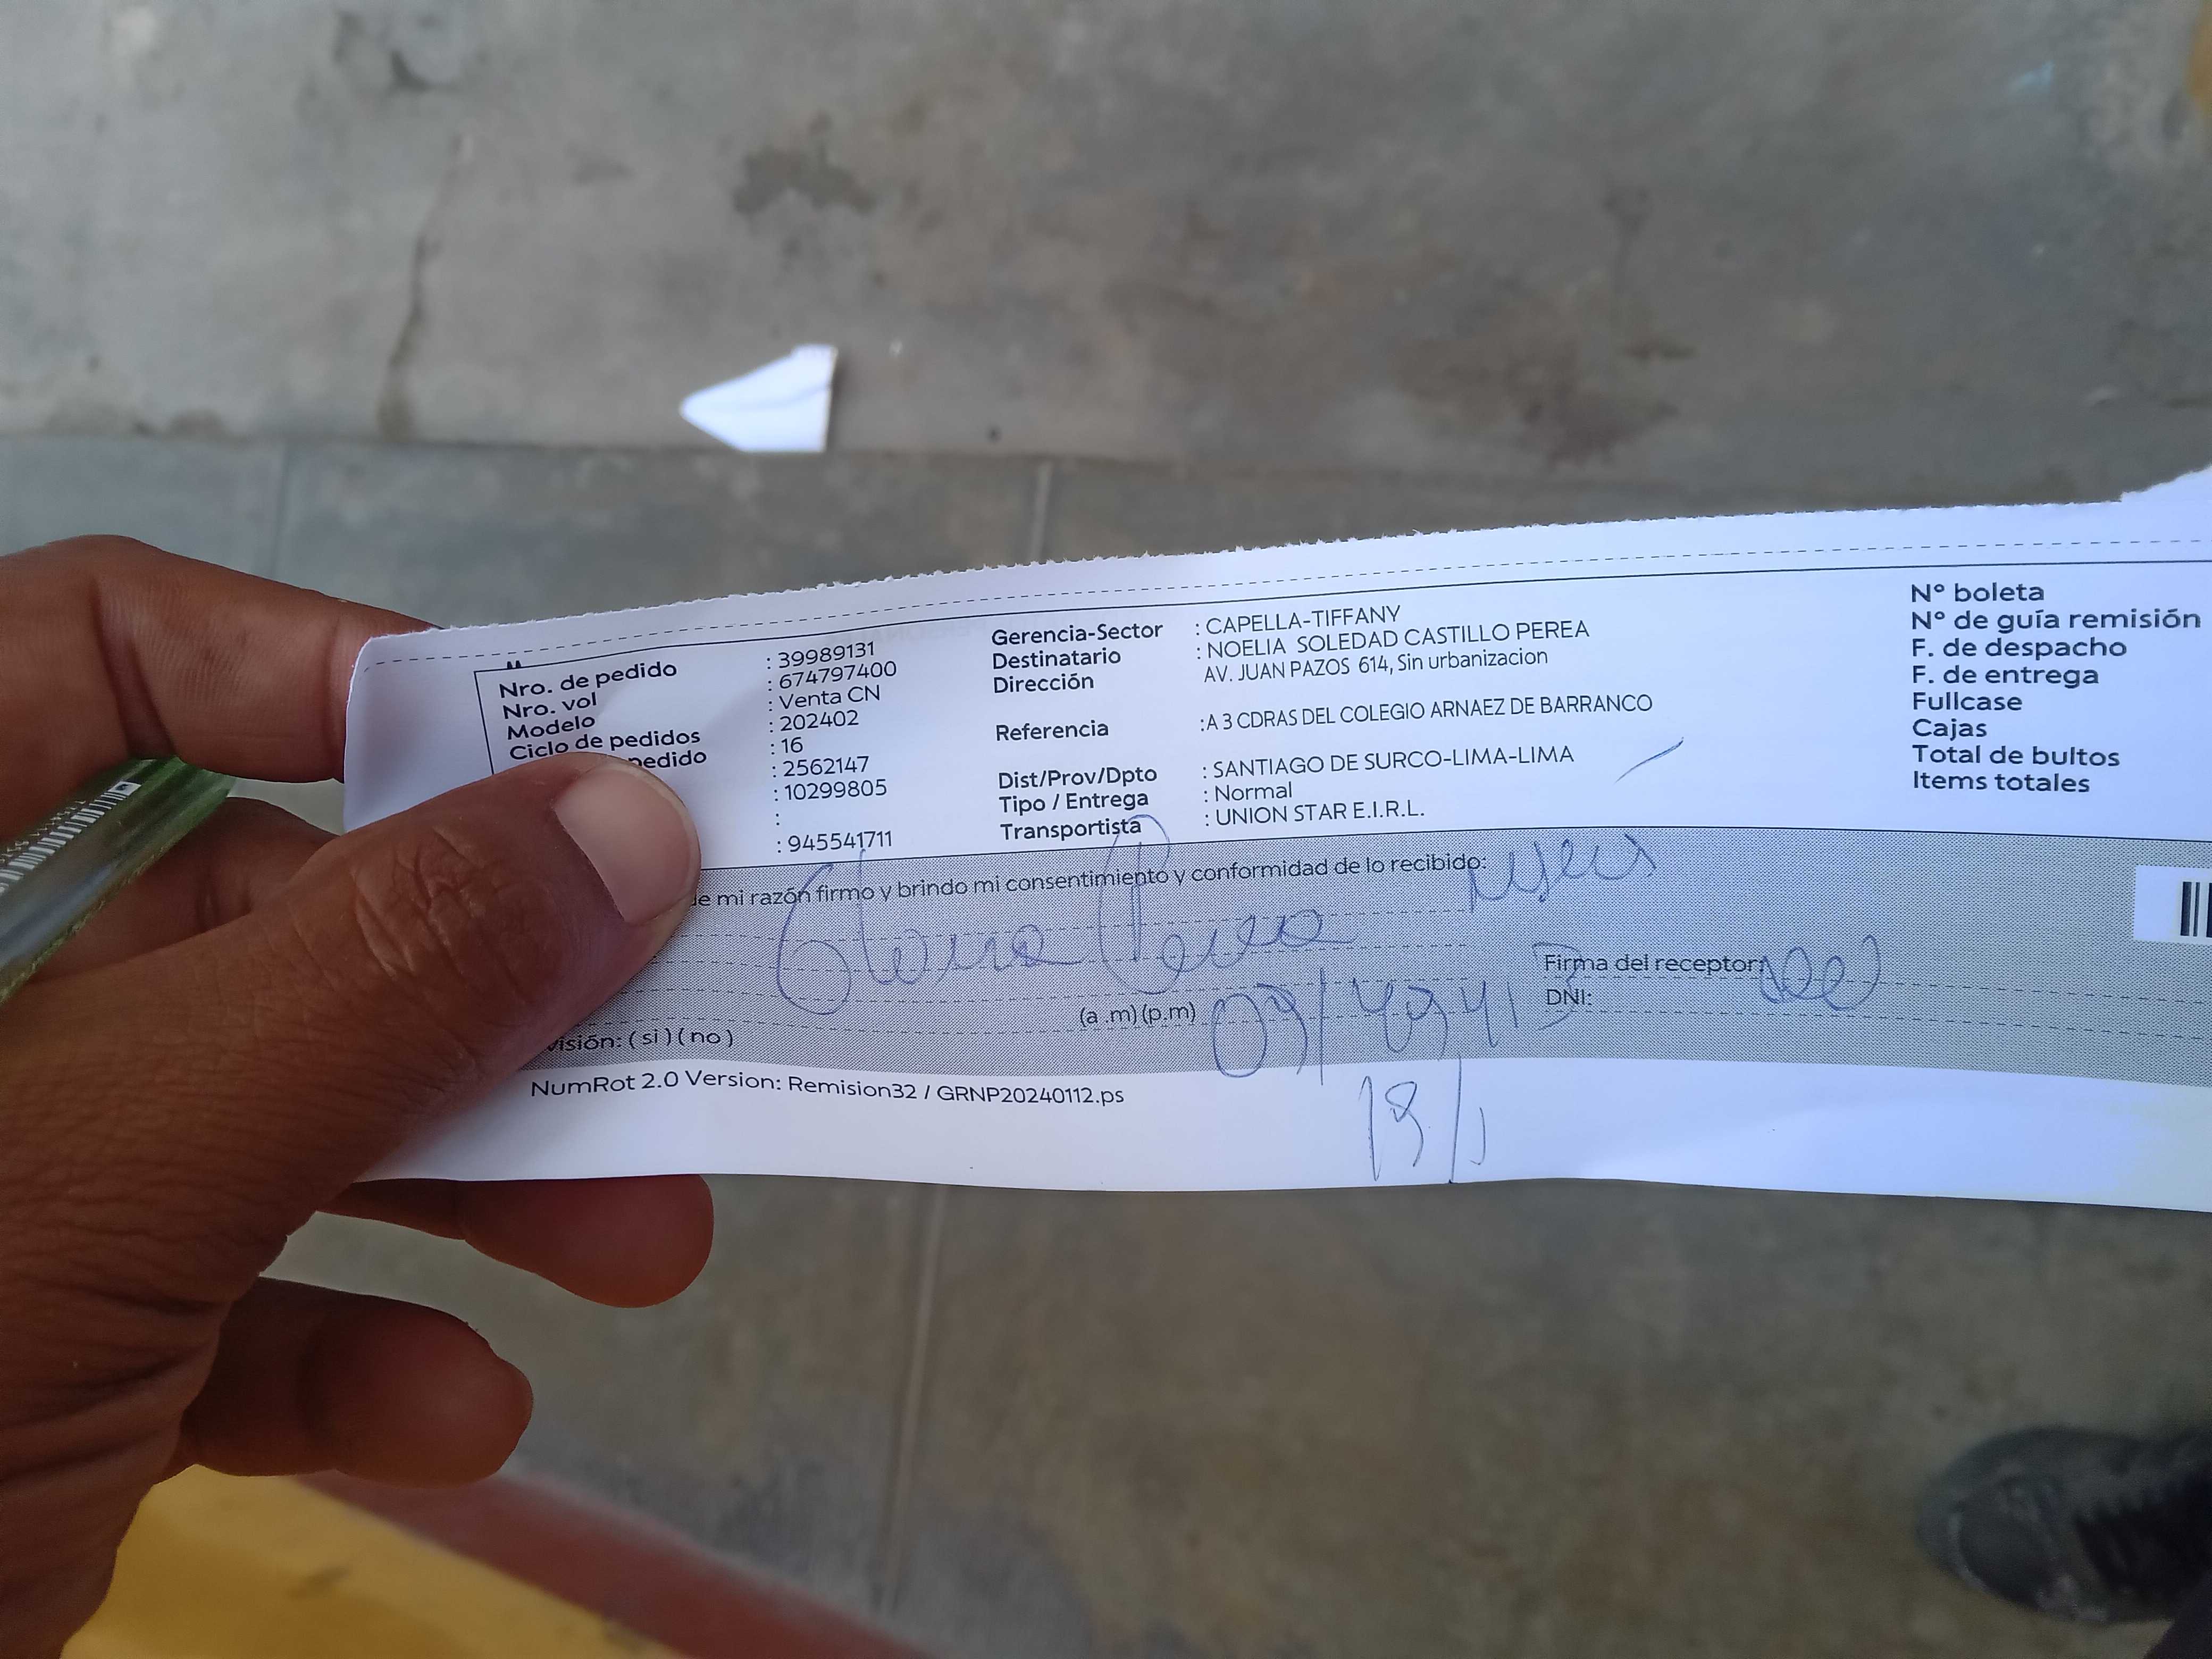 Nro. de pedido : 39989131
Nro. vol : 674797400
Modelo : Venta CN
Ciclo de pedidos : 202402
pedido : 16
: 2562147
: 10299805
:
: 945541711
Gerencia-Sector : CAPELLA-TIFFANY
Destinatario : NOELIA SOLEDAD CASTILLO PEREA
Dirección AV. JUAN PAZOS 614, Sin urbanizacion
Referencia :A 3 CDRAS DEL COLEGIO ARNAEZ DE BARRANCO
Dist/Prov/Dpto : SANTIAGO DE SURCO-LIMA-LIMA
Tipo / Entrega : Normal
Transportista : UNION STAR E.I.R.L.
N° boleta
N° de guía remisión
F. de despacho
F. de entrega
Fullcase
Cajas
Total de bultos
Items totales
de mi razón firmo y brindo mi consentimiento y conformidad de lo recibido:
Perea
Firma del receptor:
DNI:
(a .m) (p.m)
visión: ( si ) ( no )
NumRot 2.0 Version: Remision32 / GRNP20240112.ps